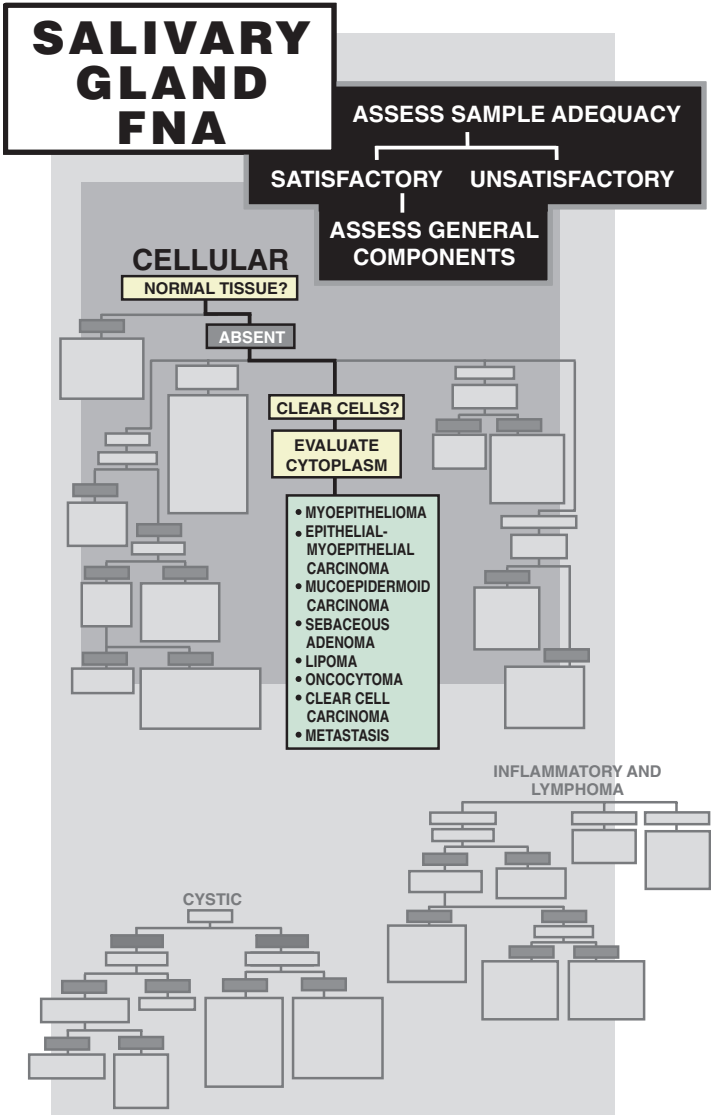 SALIVARY
GLAND
FNA
ASSESS SAMPLE ADEQUACY
SATISFACTORY UNSATISFACTORY
ASSESS GENERAL
COMPONENTS
CELLULAR
NORMAL TISSUE?
ABSENT
CLEAR CELLS?
EVALUATE
CYTOPLASM
• MYOEPITHELIOMA
• EPITHELIAL-
MYOEPITHELIAL
CARCINOMA
• MUCOEPIDERMOID
CARCINOMA
• SEBACEOUS
ADENOMA
• LIPOMA
• ONCOCYTOMA
• CLEAR CELL
CARCINOMA
• METASTASIS
INFLAMMATORY AND
LYMPHOMA
CYSTIC